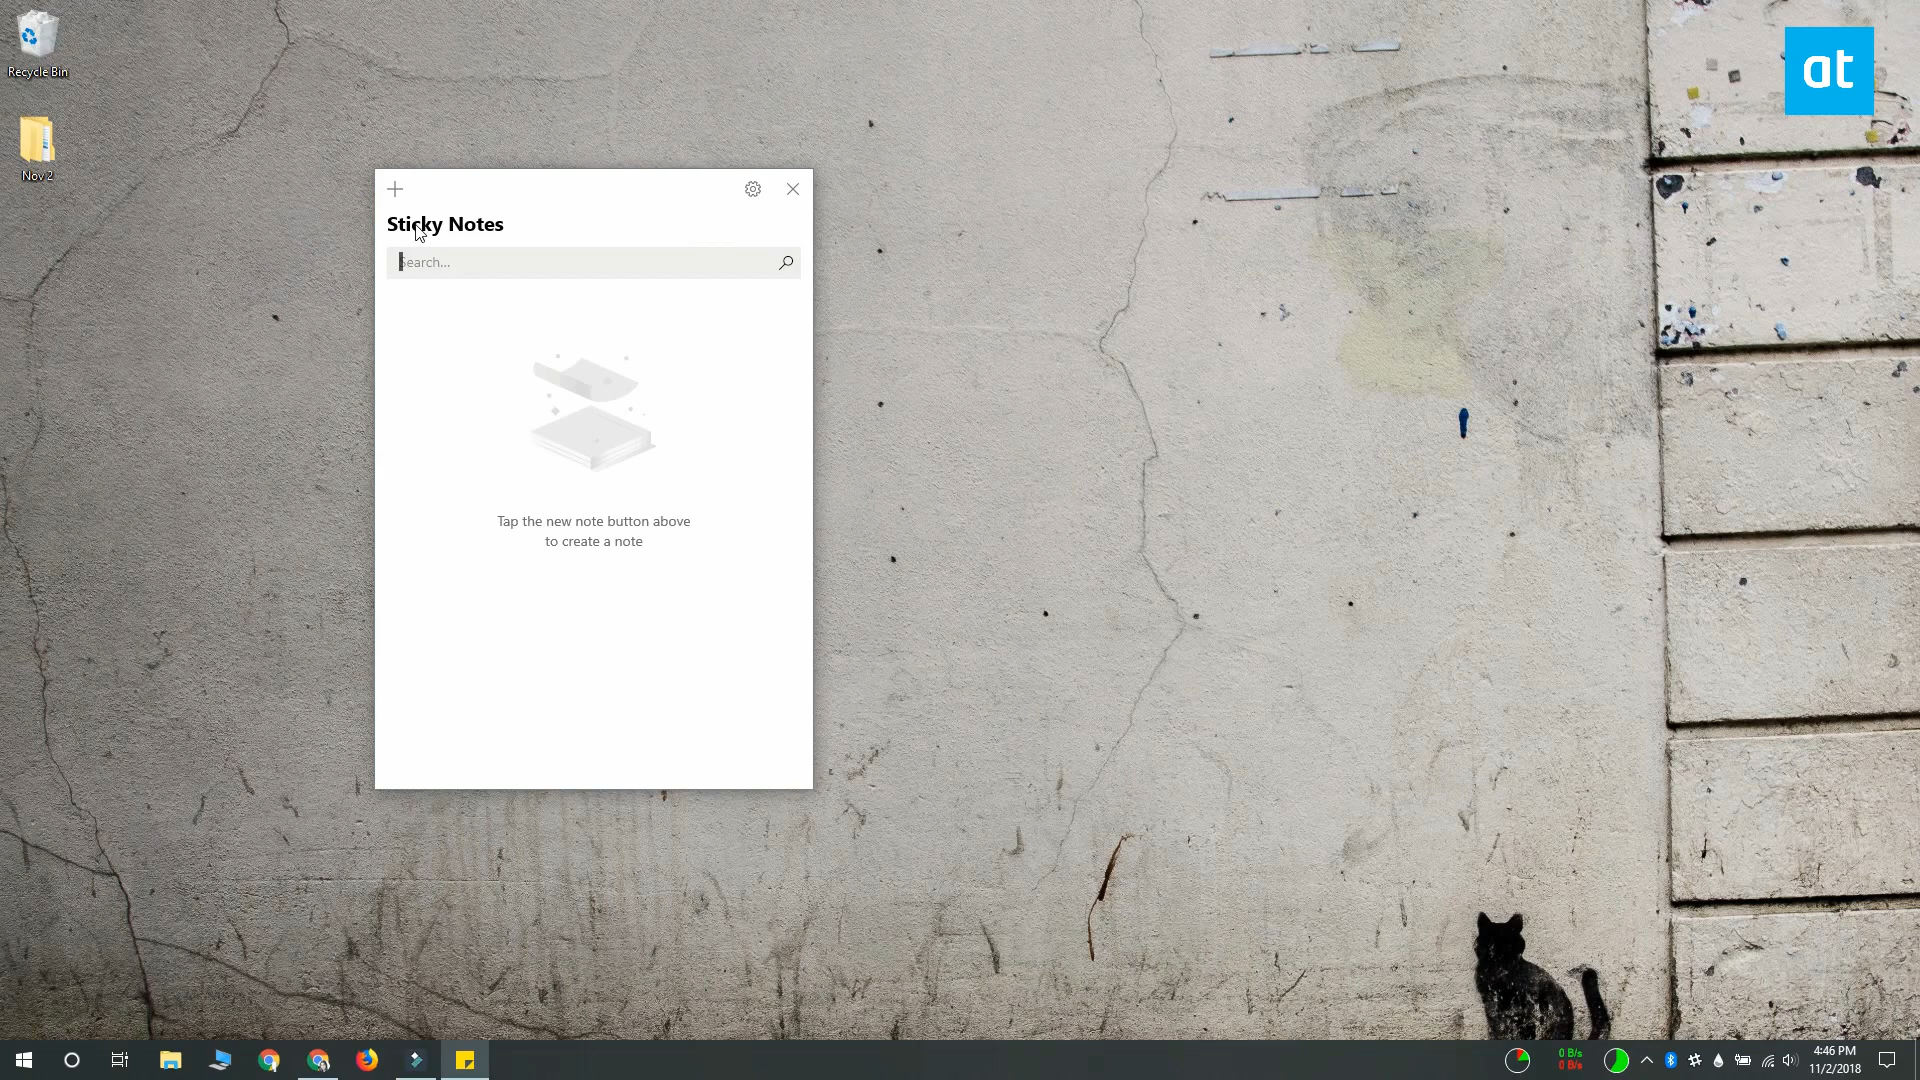 Recycle Bin
at
Nov 2
Sticky Notes
Search...
Tap the new note button above
to create a note
0 B/s
0 B/s
4:46 PM
11/2/2018